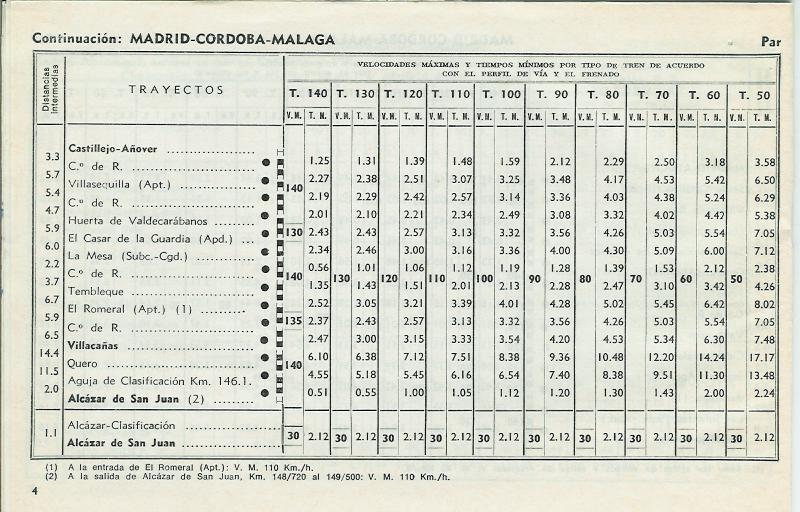 Continuación: MADRID-CORDOBA-MALAGA Par
Distancias intermedias TRAYECTOS VELOCIDADES MÁXIMAS Y TIEMPOS MÍNIMOS POR TIPO DE TREN DE ACUERDO
CON EL PERFIL DE VÍA Y EL FRENADO
T. 140 T. 130 T. 120 T. 110 T. 100 T. 90 T. 80 T. 70 T. 60 T. 50
V.M. T. M. V.M. T. M. V.M. T. M. V.M. T. M. V.M. T. M. V.M. T. M. V.M. T. M. V.M. T. M. V.M. T. M. V.M. T. M.
Castillejo-Añover
3.3 1.25 1.31 1.39 1.48 1.59 2.12 2.29 2.50 3.18 3.58
C.º de R.
5.7 2.27 2.38 2.51 3.07 3.25 3.48 4.17 4.53 5.42 6.50
Villasequilla (Apt.) 140
5.4 2.19 2.29 2.42 2.57 3.14 3.36 4.03 4.38 5.24 6.29
C.º de R.
4.7 2.01 2.10 2.21 2.34 2.49 3.08 3.32 4.02 4.42 5.38
Huerta de Valdecarábanos
5.9 130 2.43 2.43 2.57 3.13 3.32 3.56 4.26 5.03 5.54 7.05
El Casar de la Guardia (Apd.) ...
6.0 2.34 2.46 3.00 3.16 3.36 4.00 4.30 5.09 6.00 7.12
La Mesa (Subc.-Cgd.)
2.2 0.56 1.01 1.06 1.12 1.19 1.28 1.39 1.53 2.12 2.38
C.º de R. 140 130 120 110 100 90 80 70 60 50
3.7 1.35 1.43 1.51 2.01 2.13 2.28 2.47 3.10 3.42 4.26
Tembleque
6.7 2.52 3.05 3.21 3.39 4.01 4.28 5.02 5.45 6.42 8.02
El Romeral (Apt.) (1)
5.9 135 2.37 2.43 2.57 3.13 3.32 3.56 4.26 5.03 5.54 7.05
C.º de R.
6.5 2.47 3.00 3.15 3.33 3.54 4.20 4.53 5.34 6.30 7.48
Villacañas
14.4 6.10 6.38 7.12 7.51 8.38 9.36 10.48 12.20 14.24 17.17
Quero 140
11.5 4.55 5.18 5.45 6.16 6.54 7.40 8.38 9.51 11.30 13.48
Aguja de Clasificación Km. 146.1.
2.0 0.51 0.55 1.00 1.05 1.12 1.20 1.30 1.43 2.00 2.24
Alcázar de San Juan (2)
Alcázar-Clasificación
1.1 30 2.12 30 2.12 30 2.12 30 2.12 30 2.12 30 2.12 30 2.12 30 2.12 30 2.12 30 2.12
Alcázar de San Juan
(1) A la entrada de El Romeral (Apt.): V. M. 110 Km./h.
(2) A la salida de Alcázar de San Juan, Km. 148/720 al 149/500: V. M. 110 Km./h.
4